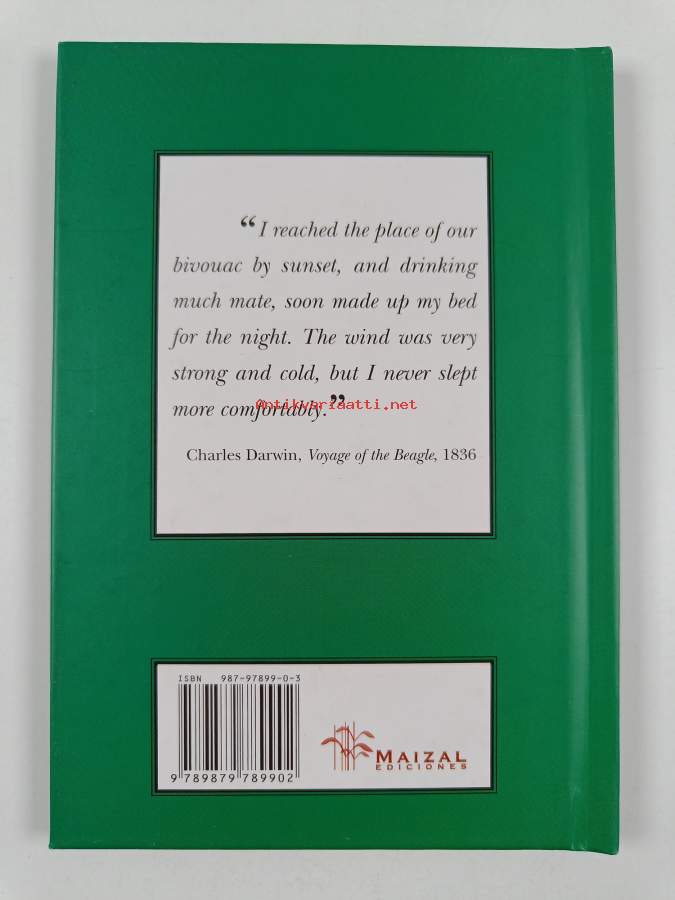 “I reached the place of our
bivouac by sunset, and drinking
much mate, soon made up my bed
for the night. The wind was very
strong and cold, but I never slept
more comfortably.”
Antikvariaatti.net
Charles Darwin, Voyage of the Beagle, 1836
ISBN 987-97899-0-3
9 789879 789902
MAIZAL
EDICIONES